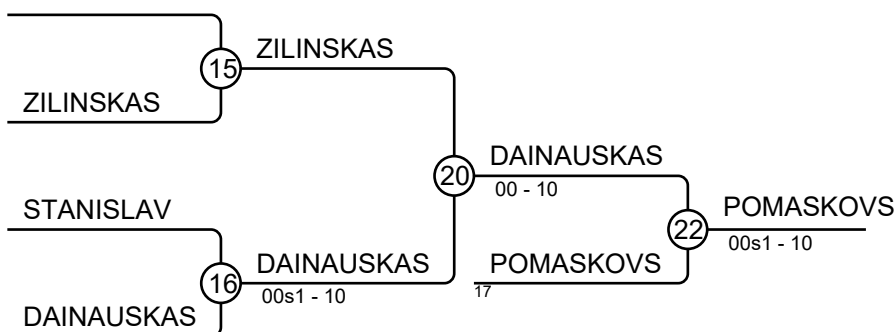 ZILINSKAS
15
ZILINSKAS
DAINAUSKAS
20
00 - 10
STANISLAV
POMASKOVS
22
00s1 - 10
DAINAUSKAS
16
00s1 - 10
POMASKOVS
17
DAINAUSKAS